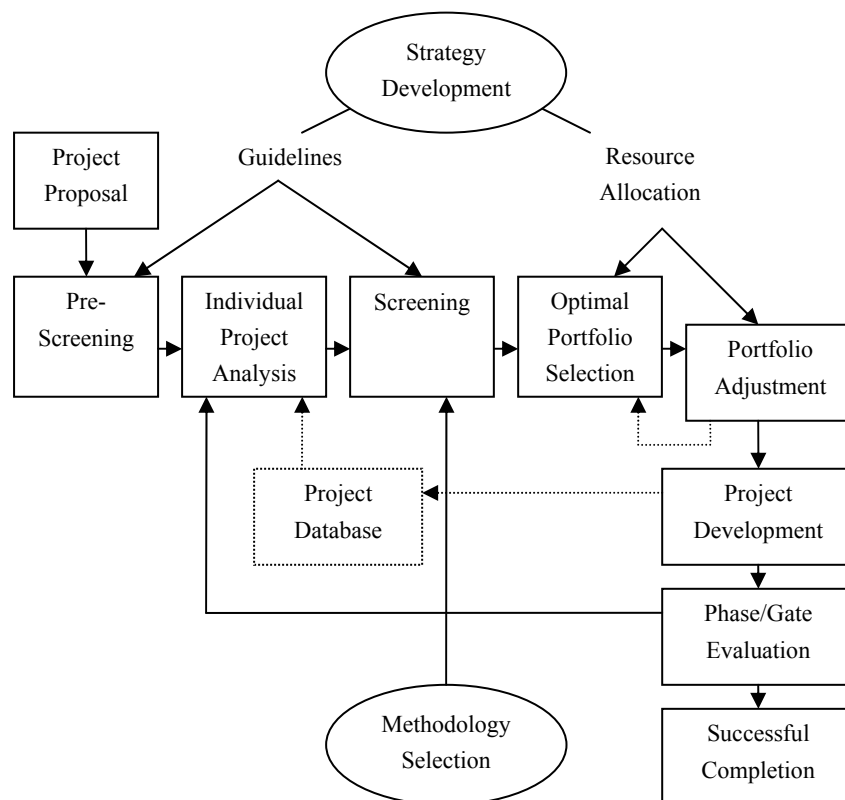 Strategy
Development
Project
Proposal
Guidelines
Resource
Allocation
Pre-
Screening
Individual
Project
Analysis
Screening
Optimal
Portfolio
Selection
Portfolio
Adjustment
Project
Database
Project
Development
Phase/Gate
Evaluation
Methodology
Selection
Successful
Completion